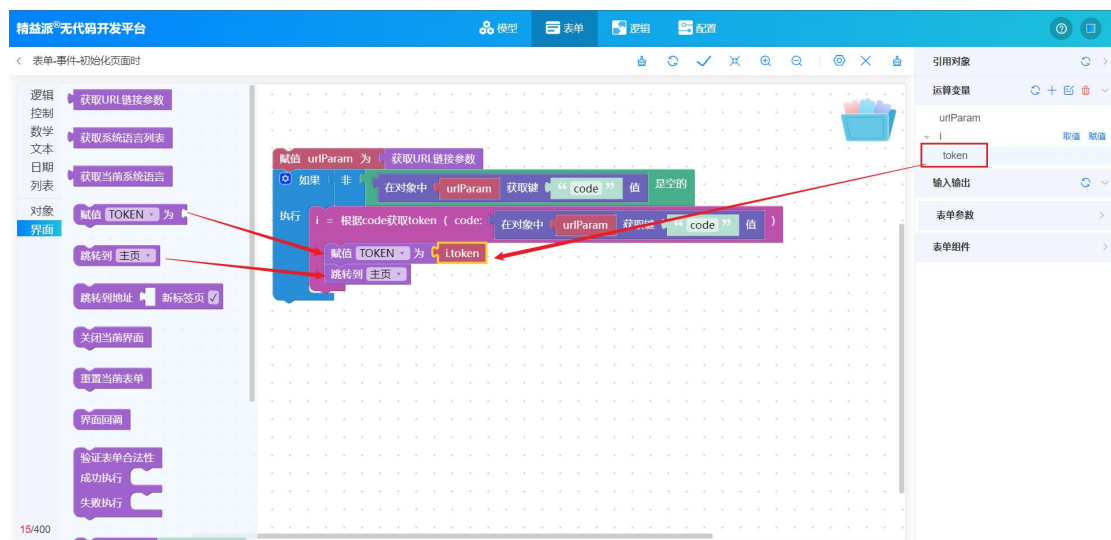 精益派®无代码开发平台
模型
表单
逻辑
配置
表单-事件-初始化页面时
引用对象
逻辑
控制
数学
文本
日期
列表
对象
界面
获取URL链接参数
获取系统语言列表
获取当前系统语言
赋值 TOKEN 为
跳转到 主页
跳转到地址 新标签页
关闭当前界面
重置当前表单
界面回调
验证表单合法性
成功执行
失败执行
15/400
赋值 urlParam 为 获取URL链接参数
如果 非 在对象中 urlParam 获取键 “ code ” 值 是空的
执行 i = 根据code获取token ( code: 在对象中 urlParam 获取键 “ code ” 值 )
赋值 TOKEN 为 i.token
跳转到 主页
运算变量
urlParam
i 取值 赋值
token
输入输出
表单参数
表单组件